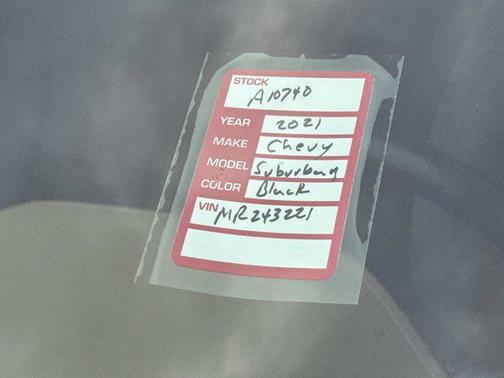 STOCK
A10740
YEAR 2021
MAKE Chevy
MODEL Suburban
COLOR Black
VIN MR243221